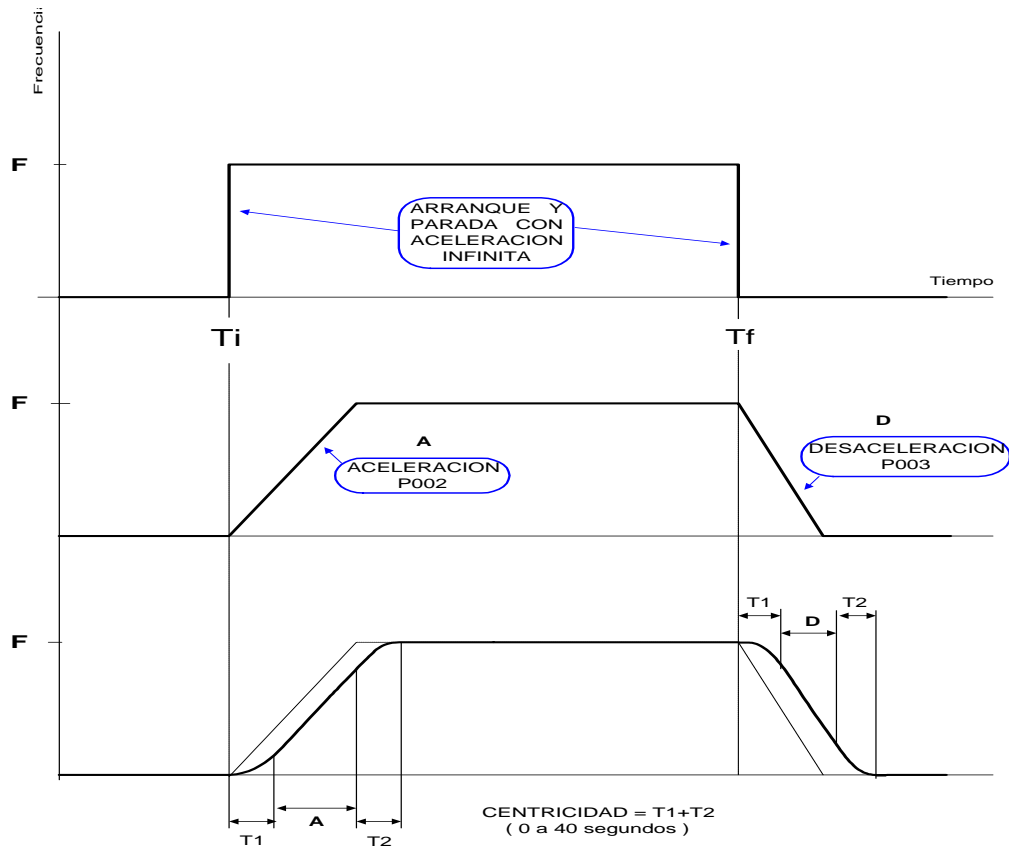 Frecuenci
F
ARRANQUE Y
PARADA CON
ACELERACION
INFINITA
Tiempo
Ti
Tf
F
A
ACELERACION
P002
D
DESACELERACION
P003
F
T1
D
T2
T1
A
T2
CENTRICIDAD = T1+T2
( 0 a 40 segundos )